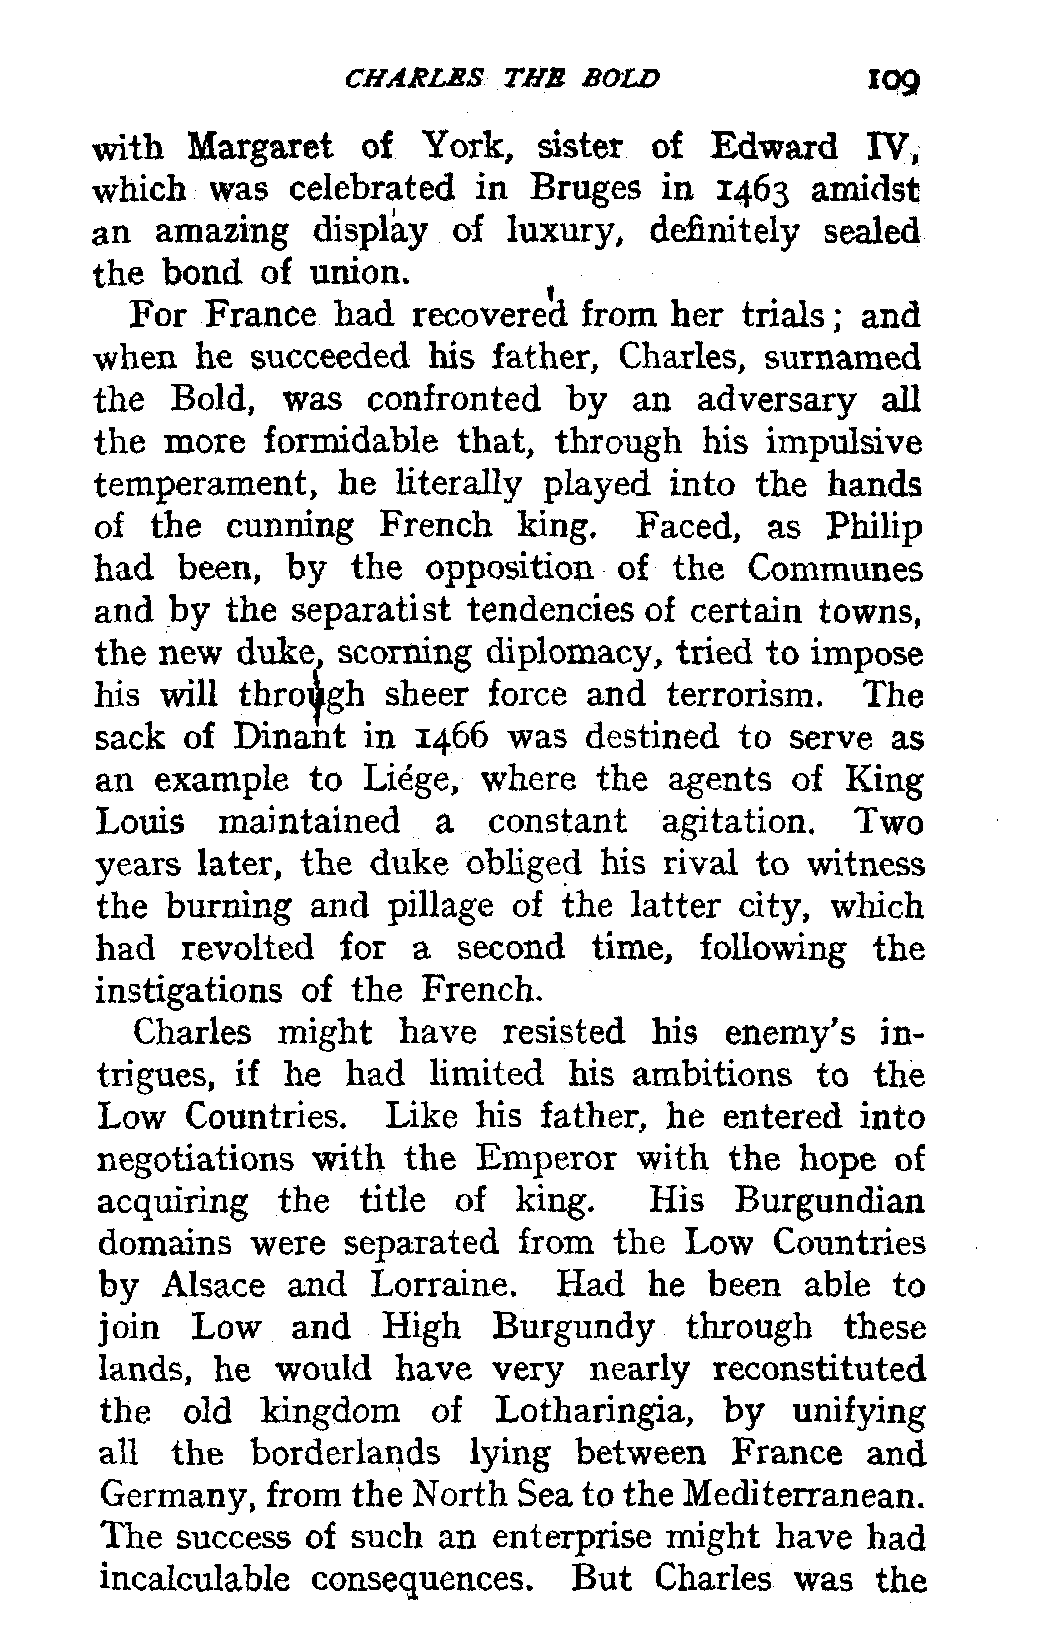 CHARLES THE BOLD 109
with Margaret of York, sister of Edward IV,
which was celebrated in Bruges in 1463 amidst
an amazing display of luxury, definitely sealed
the bond of union.
For France had recovered from her trials; and
when he succeeded his father, Charles, surnamed
the Bold, was confronted by an adversary all
the more formidable that, through his impulsive
temperament, he literally played into the hands
of the cunning French king. Faced, as Philip
had been, by the opposition of the Communes
and by the separatist tendencies of certain towns,
the new duke, scorning diplomacy, tried to impose
his will through sheer force and terrorism. The
sack of Dinant in 1466 was destined to serve as
an example to Liége, where the agents of King
Louis maintained a constant agitation. Two
years later, the duke obliged his rival to witness
the burning and pillage of the latter city, which
had revolted for a second time, following the
instigations of the French.
Charles might have resisted his enemy's in-
trigues, if he had limited his ambitions to the
Low Countries. Like his father, he entered into
negotiations with the Emperor with the hope of
acquiring the title of king. His Burgundian
domains were separated from the Low Countries
by Alsace and Lorraine. Had he been able to
join Low and High Burgundy through these
lands, he would have very nearly reconstituted
the old kingdom of Lotharingia, by unifying
all the borderlands lying between France and
Germany, from the North Sea to the Mediterranean.
The success of such an enterprise might have had
incalculable consequences. But Charles was the